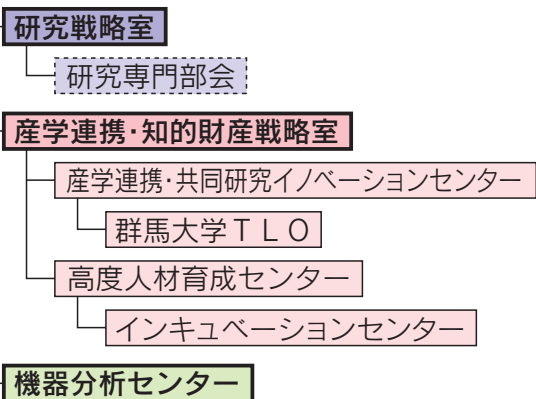 研究戦略室
研究専門部会
産学連携・知的財産戦略室
産学連携・共同研究イノベーションセンター
群馬大学ＴＬＯ
高度人材育成センター
インキュベーションセンター
機器分析センター